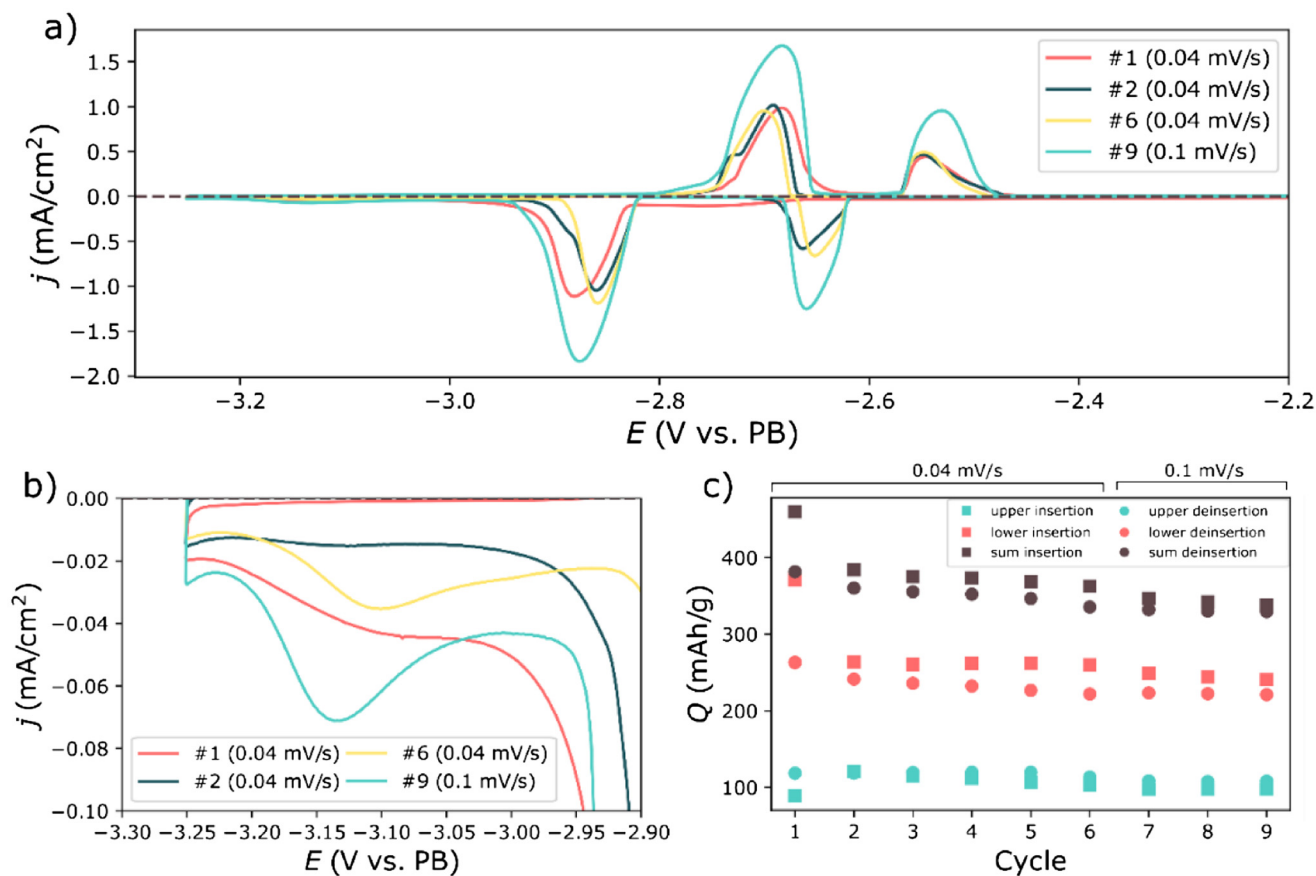 a)
1.5
1.0
0.5
0.0
−0.5
−1.0
−1.5
−2.0
j (mA/cm²)
#1 (0.04 mV/s)
#2 (0.04 mV/s)
#6 (0.04 mV/s)
#9 (0.1 mV/s)
−3.2 −3.0 −2.8 −2.6 −2.4 −2.2
E (V vs. PB)
b)
0.00
−0.02
−0.04
−0.06
−0.08
−0.10
j (mA/cm²)
#1 (0.04 mV/s) #6 (0.04 mV/s)
#2 (0.04 mV/s) #9 (0.1 mV/s)
−3.30 −3.25 −3.20 −3.15 −3.10 −3.05 −3.00 −2.95 −2.90
E (V vs. PB)
c)
0.04 mV/s 0.1 mV/s
upper insertion upper deinsertion
lower insertion lower deinsertion
sum insertion sum deinsertion
400
300
200
100
Q (mAh/g)
1 2 3 4 5 6 7 8 9
Cycle